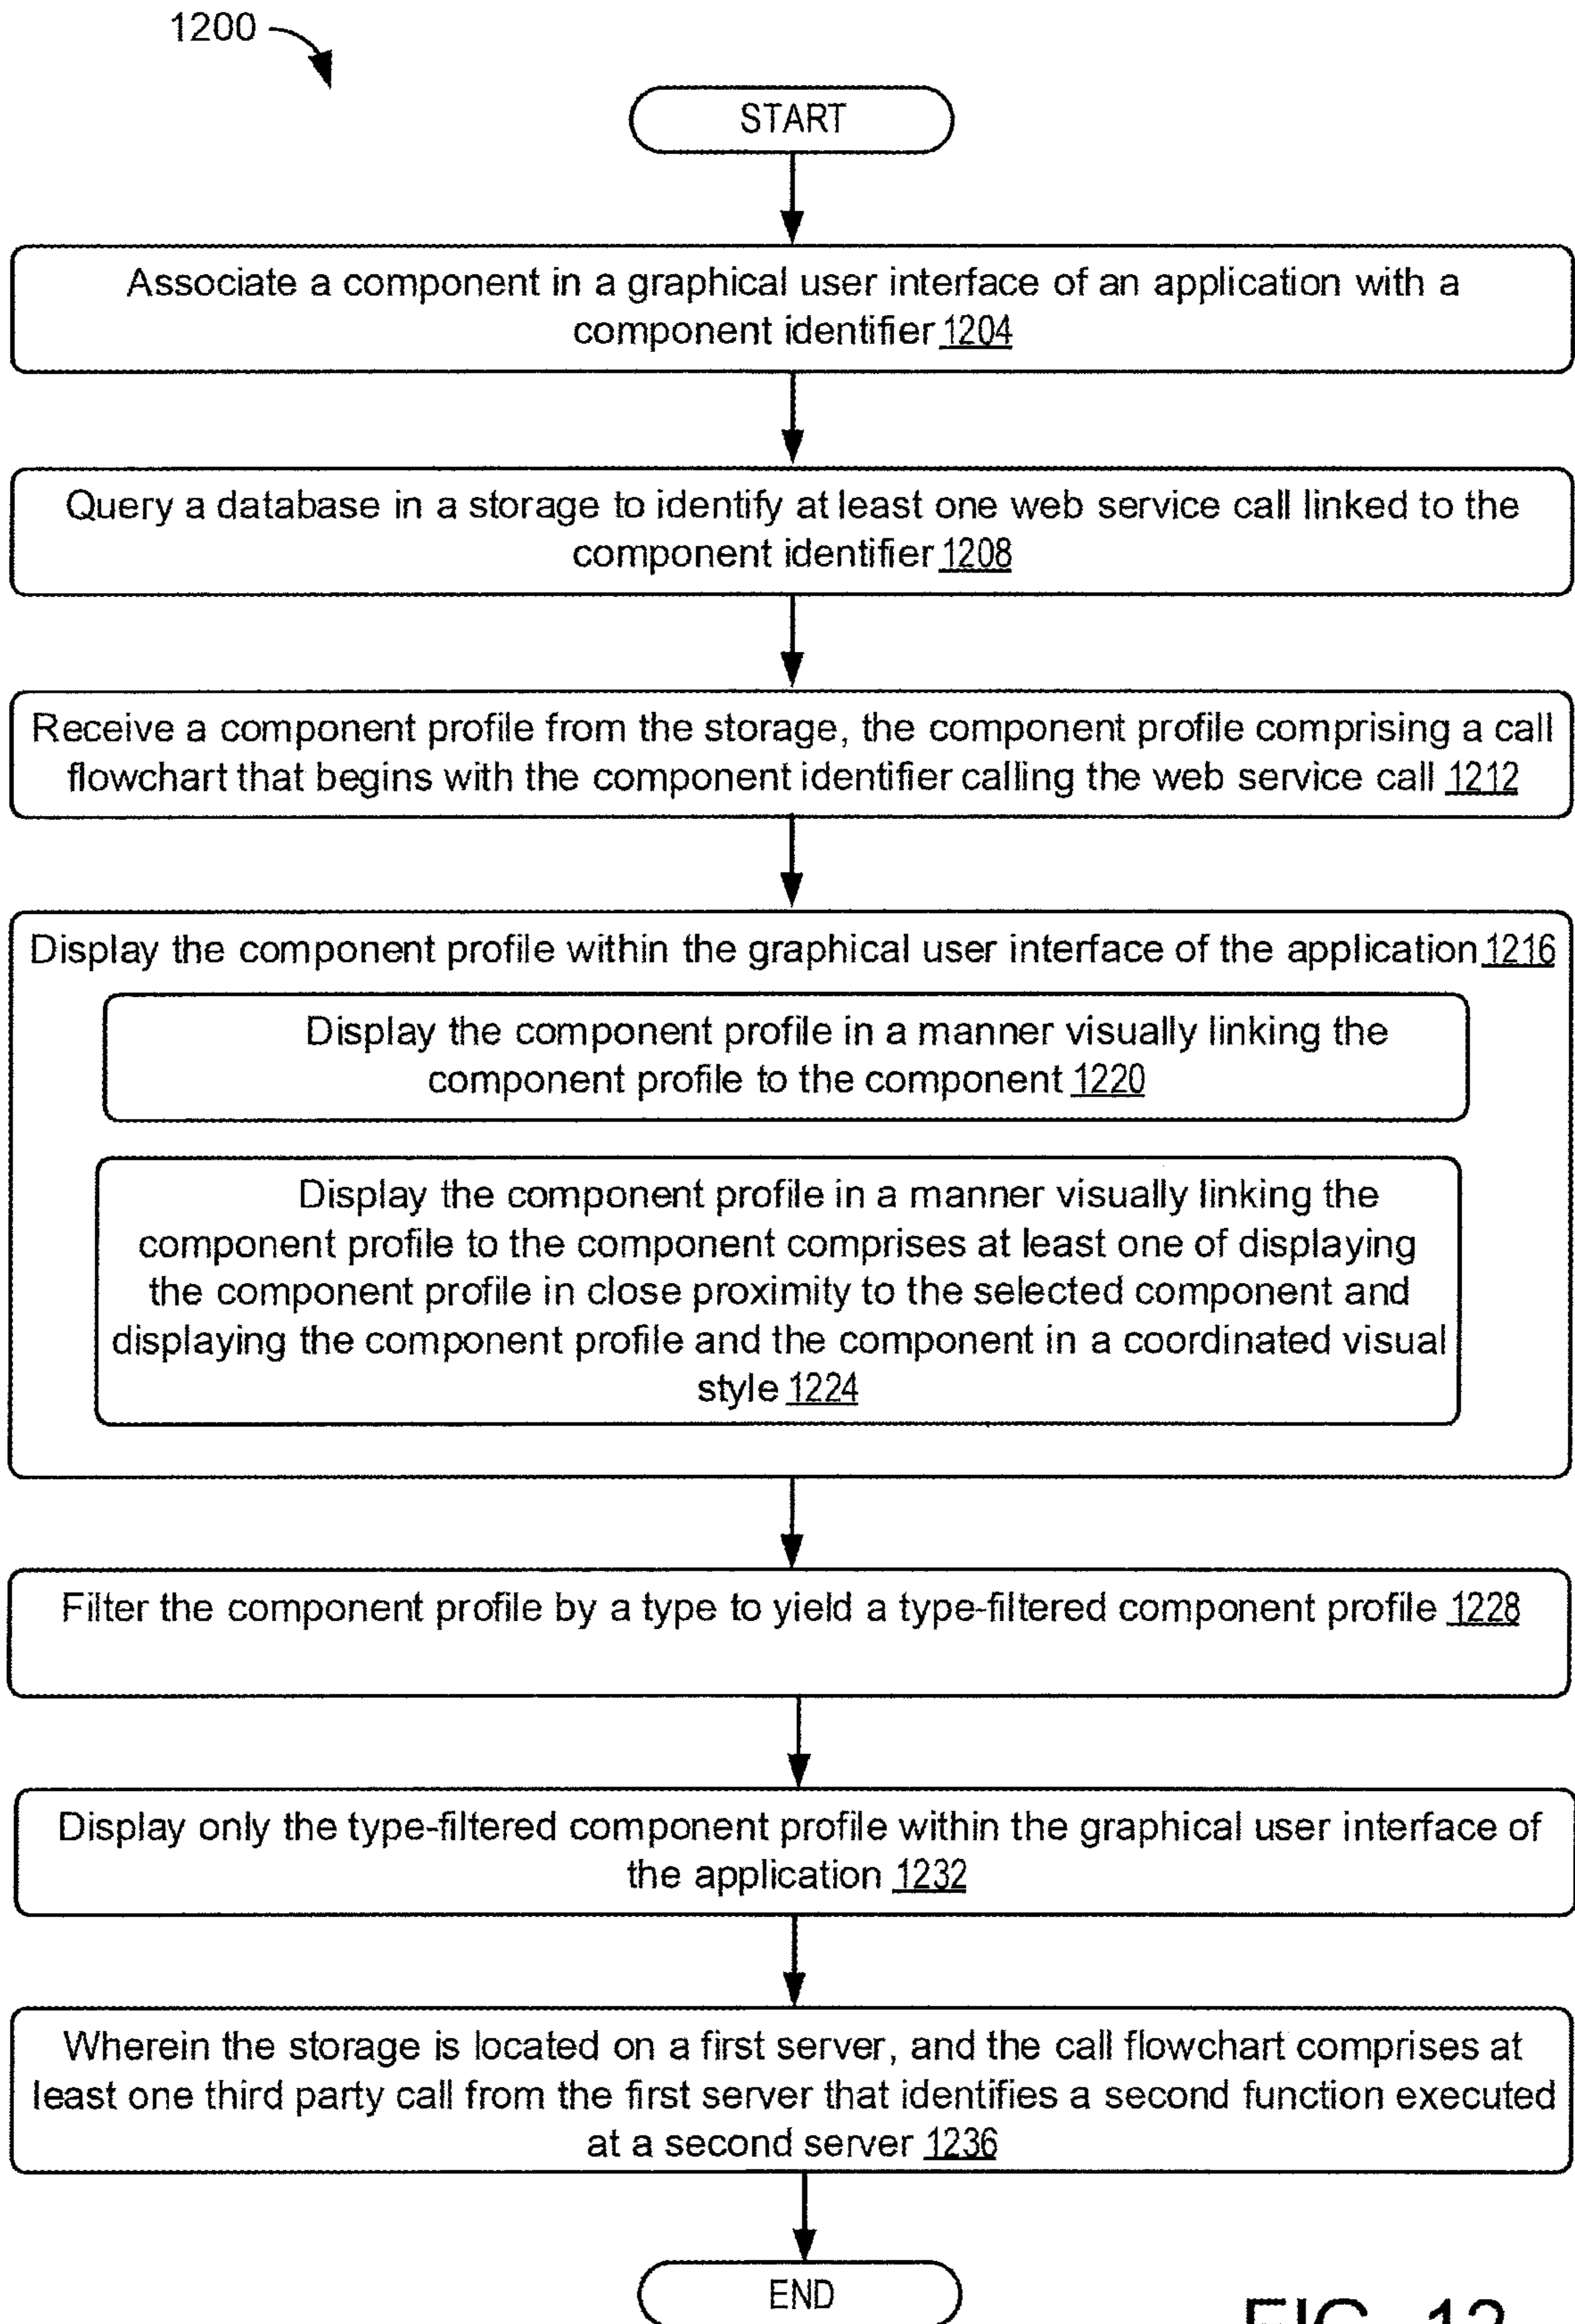 1200
START
Associate a component in a graphical user interface of an application with a
component identifier 1204
Query a database in a storage to identify at least one web service call linked to the
component identifier 1208
Receive a component profile from the storage, the component profile comprising a call
flowchart that begins with the component identifier calling the web service call 1212
Display the component profile within the graphical user interface of the application 1216
Display the component profile in a manner visually linking the
component profile to the component 1220
Display the component profile in a manner visually linking the
component profile to the component comprises at least one of displaying
the component profile in close proximity to the selected component and
displaying the component profile and the component in a coordinated visual
style 1224
Filter the component profile by a type to yield a type-filtered component profile 1228
Display only the type-filtered component profile within the graphical user interface of
the application 1232
Wherein the storage is located on a first server, and the call flowchart comprises at
least one third party call from the first server that identifies a second function executed
at a second server 1236
END
FIG. 12